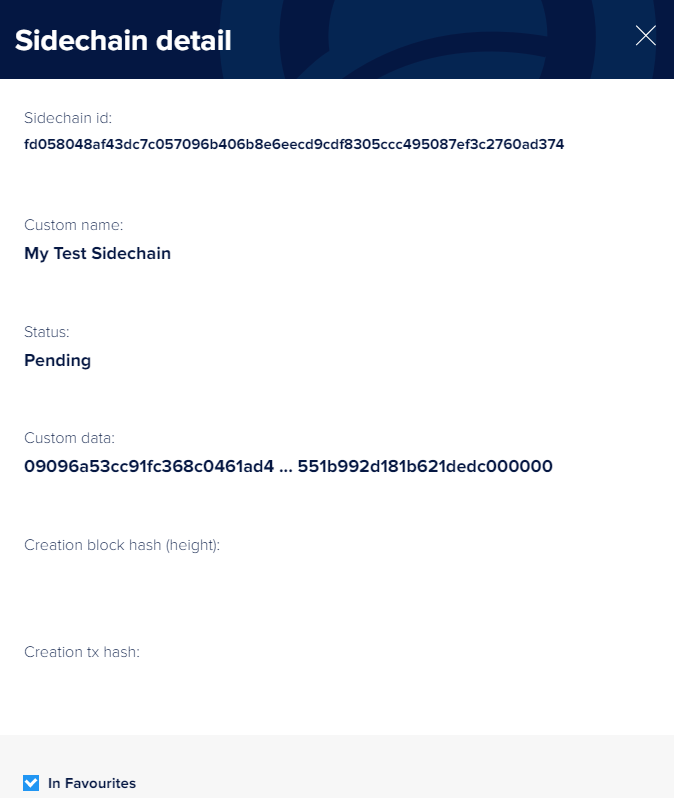 Sidechain detail
Sidechain id:
fd058048af43dc7c057096b406b8e6eecd9cdf8305ccc495087ef3c2760ad374
Custom name:
My Test Sidechain
Status:
Pending
Custom data:
09096a53cc91fc368c0461ad4 ... 551b992d181b621dedc000000
Creation block hash (height):
Creation tx hash:
In Favourites